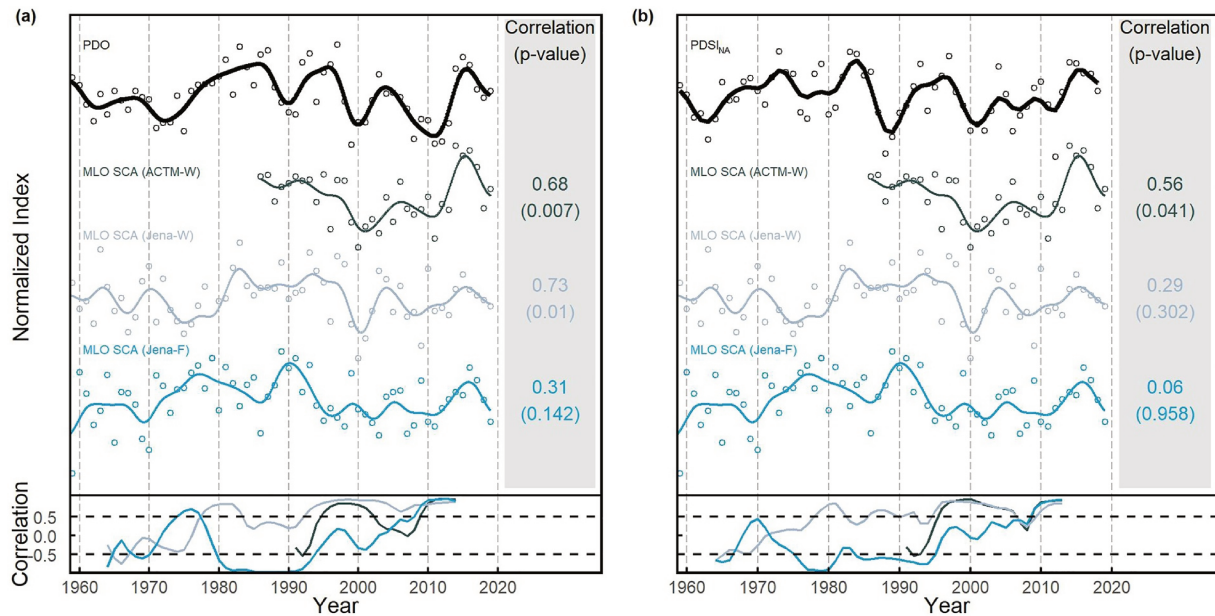 (a)
Correlation
(p-value)
PDO
MLO SCA (ACTM-W)
0.68
(0.007)
MLO SCA (Jena-W)
0.73
(0.01)
MLO SCA (Jena-F)
0.31
(0.142)
Normalized Index
Correlation
0.5
0.0
-0.5
1960 1970 1980 1990 2000 2010 2020
Year
(b)
Correlation
(p-value)
PDSI_NA
MLO SCA (ACTM-W)
0.56
(0.041)
MLO SCA (Jena-W)
0.29
(0.302)
MLO SCA (Jena-F)
0.06
(0.958)
Normalized Index
Correlation
0.5
0.0
-0.5
1960 1970 1980 1990 2000 2010 2020
Year